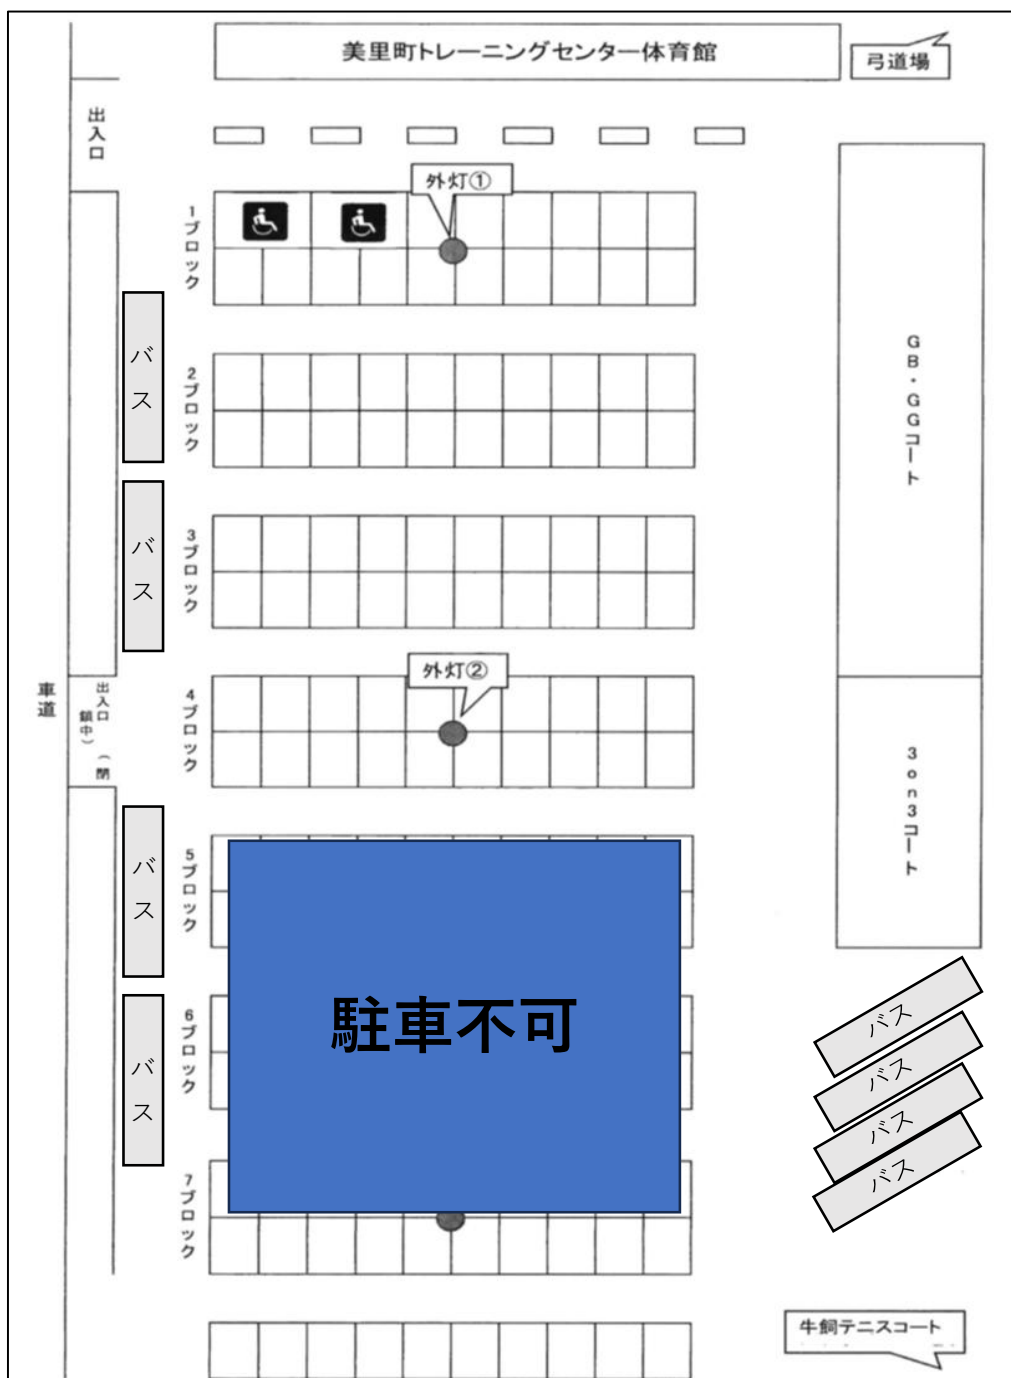 美里町トレーニングセンター体育館
弓道場
出入口
外灯①
1ブロック
バス
2ブロック
GB・GGコート
バス
3ブロック
外灯②
車道
出入口（閉鎖中）
4ブロック
3on3コート
バス
5ブロック
駐車不可
バス
6ブロック
バス
バス
バス
バス
7ブロック
牛飼テニスコート